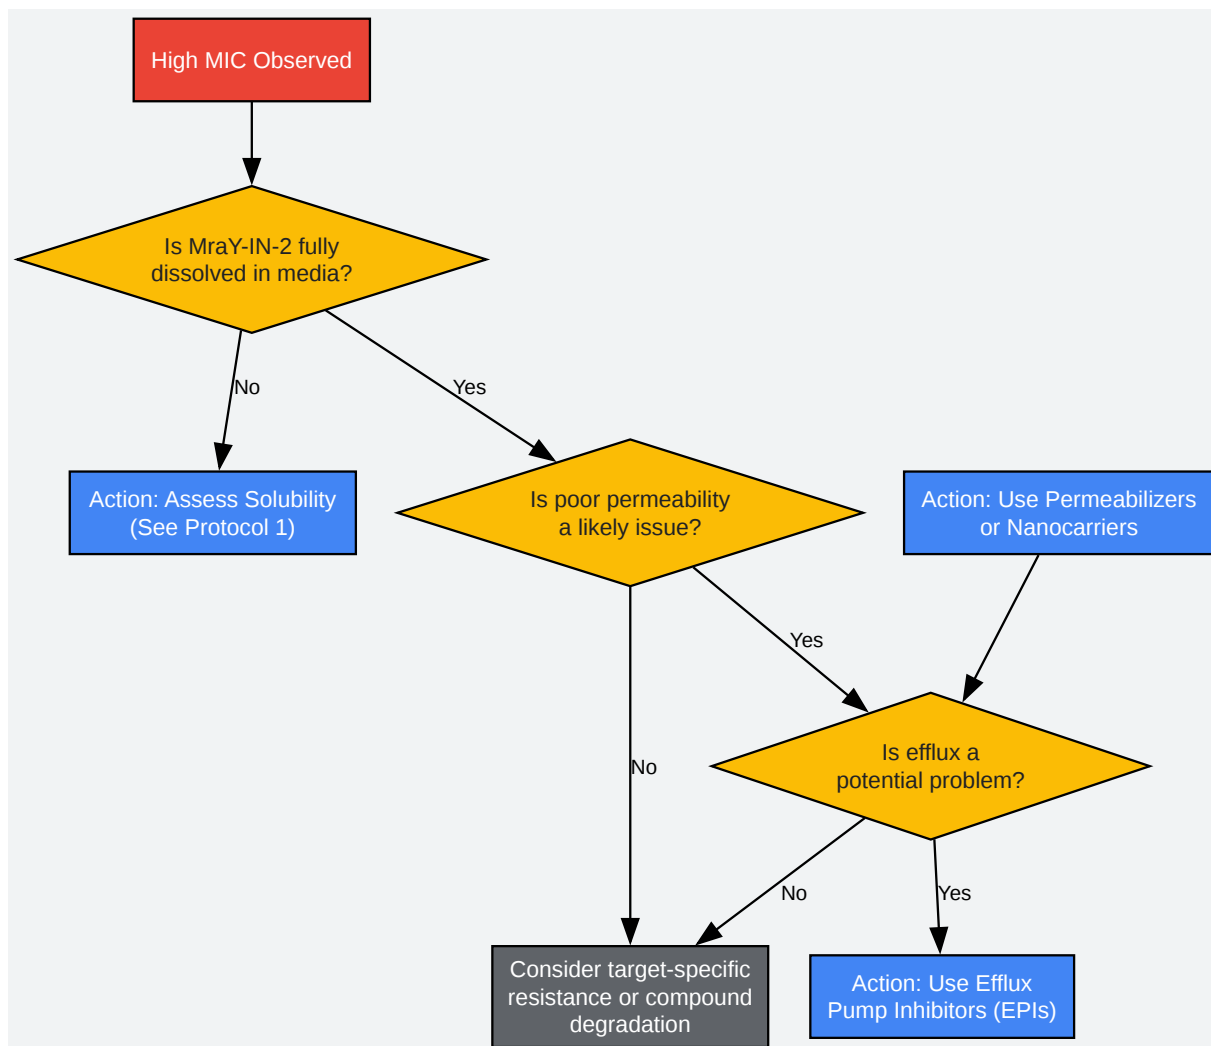 High MIC Observed
Is MraY-IN-2 fully
dissolved in media?
No
Yes
Action: Assess Solubility
(See Protocol 1)
Is poor permeability
a likely issue?
Action: Use Permeabilizers
or Nanocarriers
Yes
No
Is efflux a
potential problem?
No
Yes
Consider target-specific
resistance or compound
degradation
Action: Use Efflux
Pump Inhibitors (EPIs)